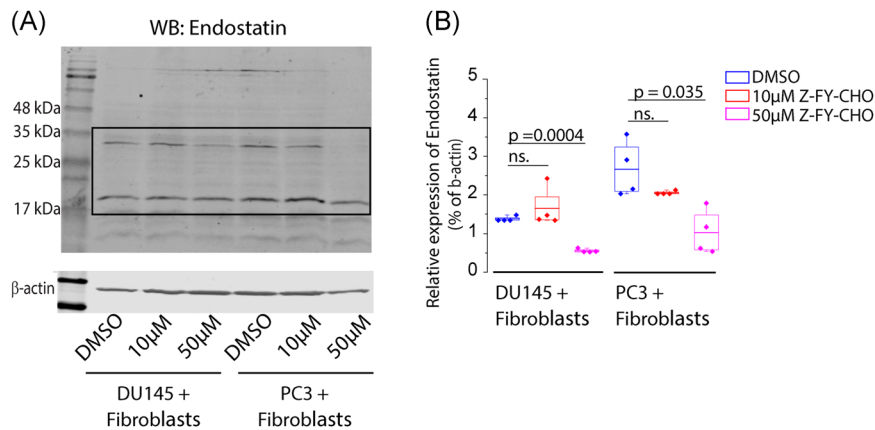 (A)
WB: Endostatin
48 kDa
35 kDa
25 kDa
17 kDa
β-actin
DMSO
10μM
50μM
DMSO
10μM
50μM
DU145 +
Fibroblasts
PC3 +
Fibroblasts
(B)
Relative expression of Endostatin
(% of b-actin)
5
4
3
2
1
0
p =0.0004
ns.
p = 0.035
ns.
DU145 +
Fibroblasts
PC3 +
Fibroblasts
DMSO
10μM Z-FY-CHO
50μM Z-FY-CHO